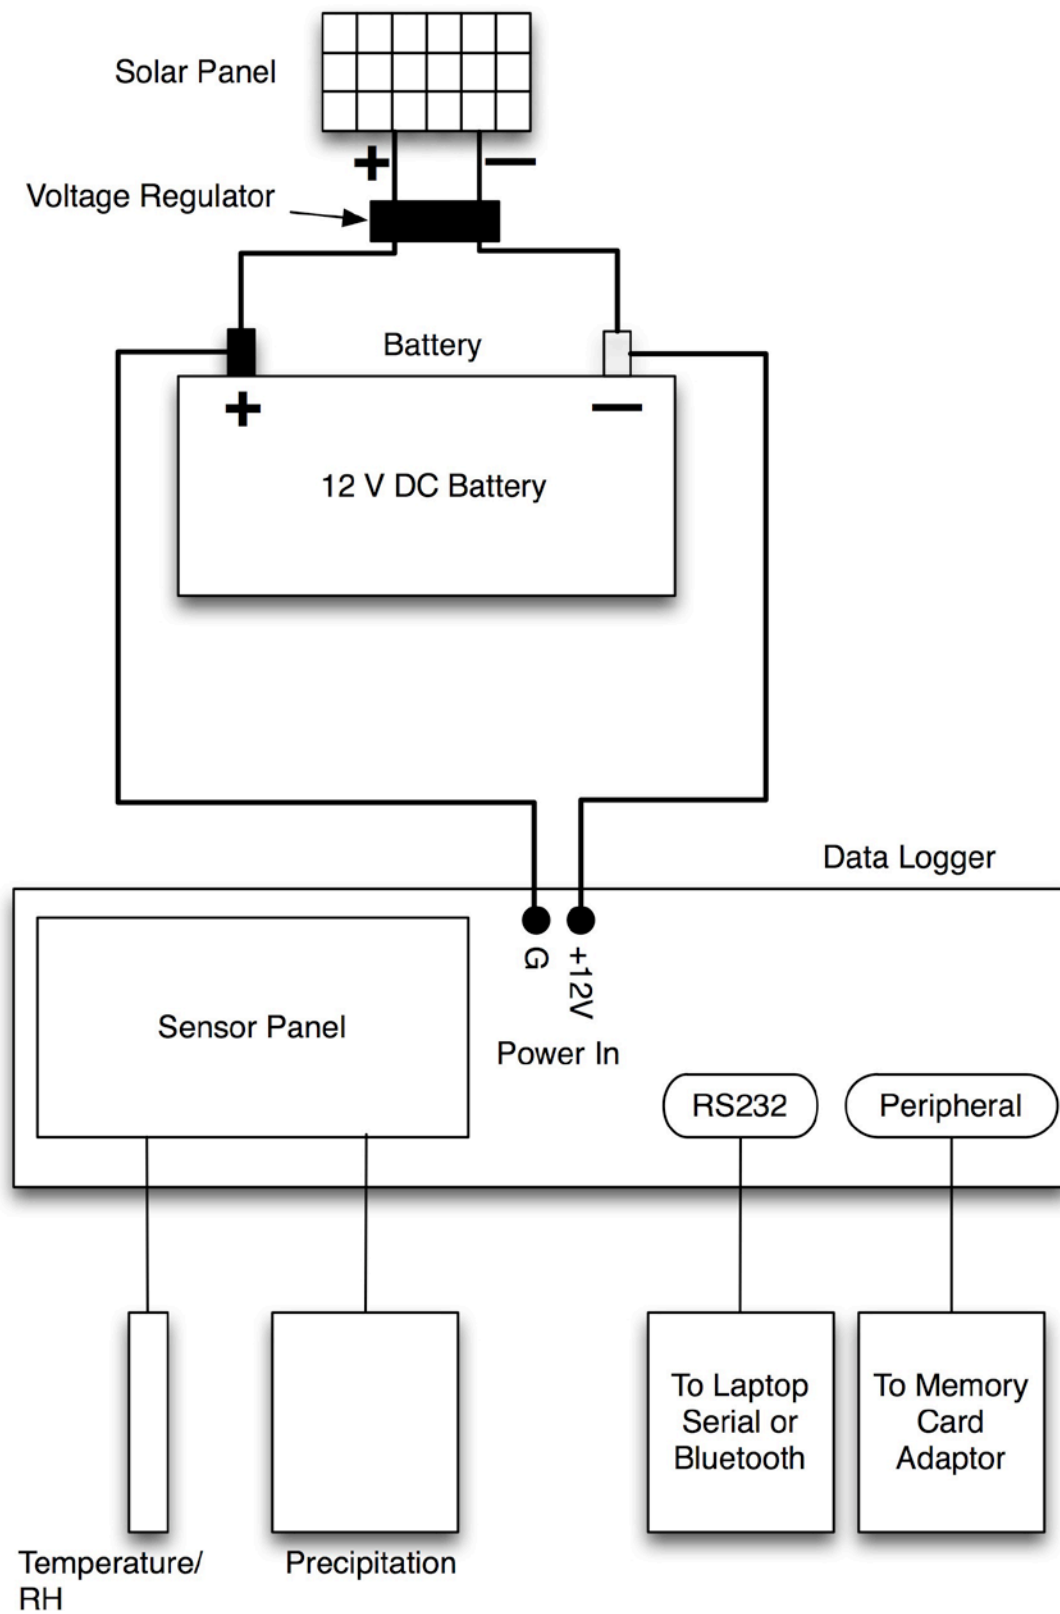 Solar Panel
+
—
Voltage Regulator
Battery
+
—
12 V DC Battery
Data Logger
G
+12V
Sensor Panel
Power In
RS232
Peripheral
To Laptop
Serial or
Bluetooth
To Memory
Card
Adaptor
Temperature/
RH
Precipitation